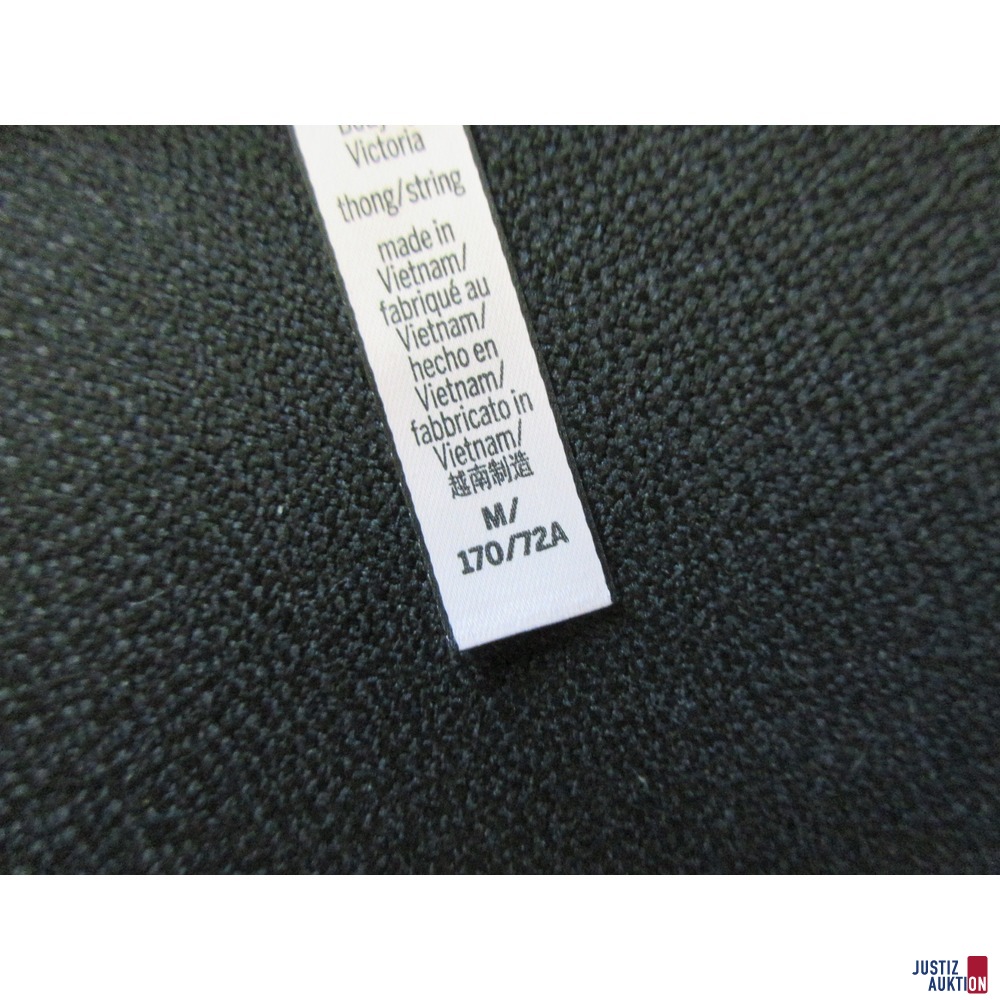 Victoria
thong/string
made in
Vietnam/
fabriqué au
Vietnam/
hecho en
Vietnam/
fabbricato in
Vietnam/
越南制造
M/
170/72A
JUSTIZ
AUKTION